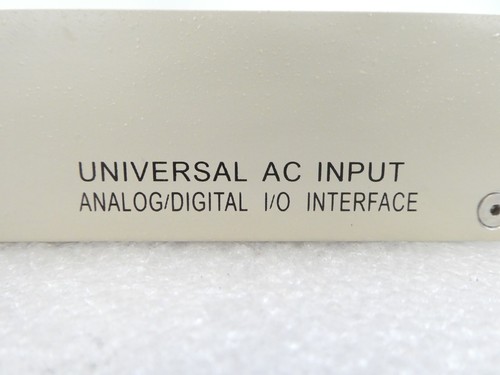 UNIVERSAL AC INPUT
ANALOG/DIGITAL I/O INTERFACE